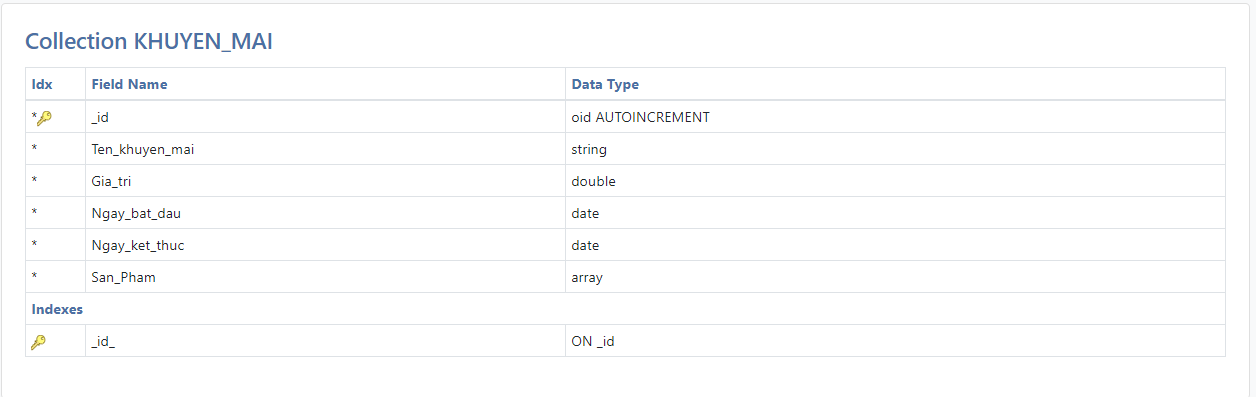 Collection KHUYEN_MAI
Idx Field Name Data Type
* _id oid AUTOINCREMENT
* Ten_khuyen_mai string
* Gia_tri double
* Ngay_bat_dau date
* Ngay_ket_thuc date
* San_Pham array
Indexes
_id_ ON _id